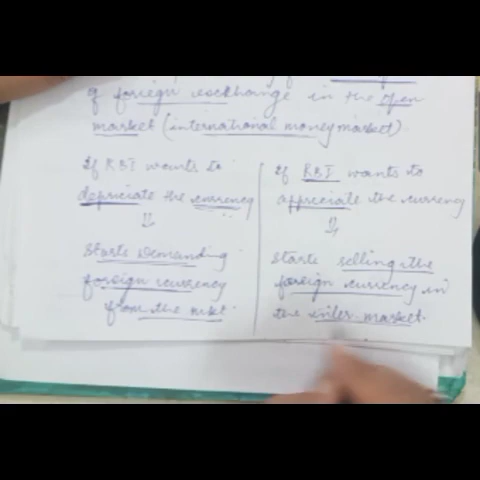 of foreign exchange in the open
market (international money market)
If RBI wants to
depriciate the currency
⇓
Starts Demanding
foreign currency
from the mkt
If RBI wants to
appreciate the currency
⇓
starts selling the
foreign currency in
the inter. market.